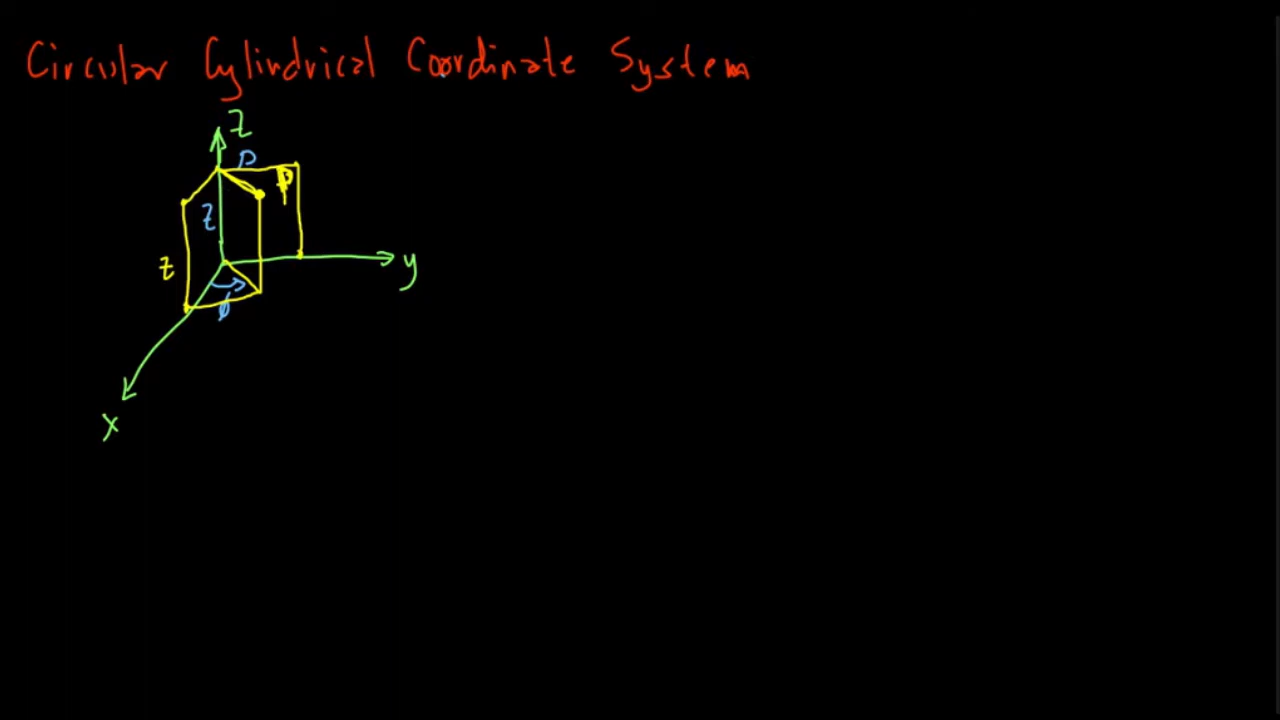 Circular Cylindrical Coordinate System
z
ρ
P
z
z
y
ϕ
x